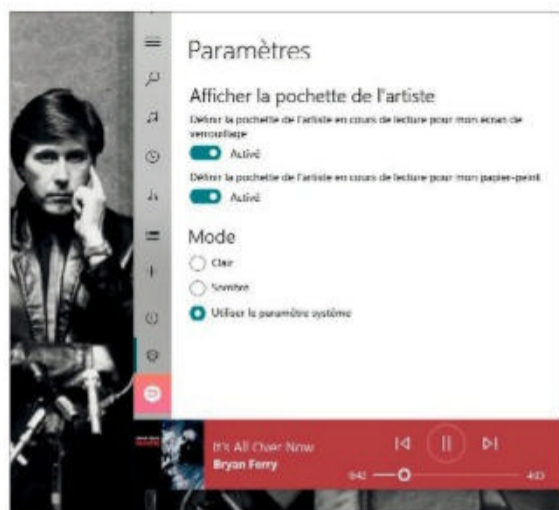 Paramètres
Afficher la pochette de l'artiste
Définir la pochette de l'artiste en cours de lecture pour mon écran de
verrouillage
Activé
Définir la pochette de l'artiste en cours de lecture pour mon papier-peint
Activé
Mode
Clair
Sombre
Utiliser le paramètre système
It's All Over Now
Bryan Ferry
0:42